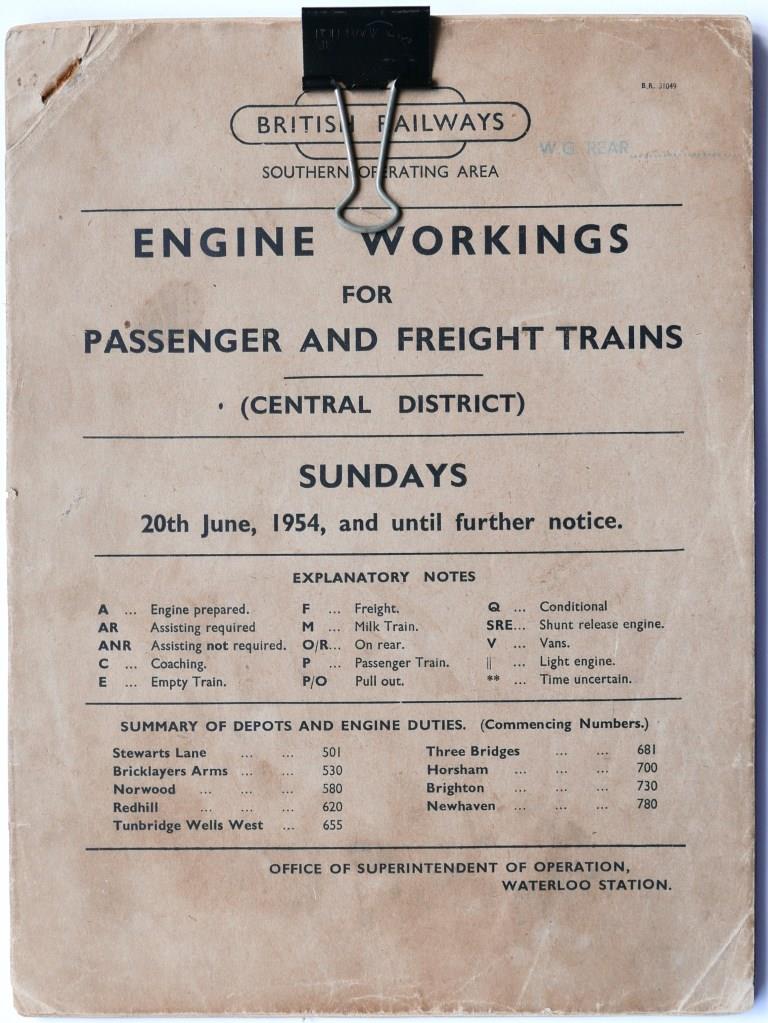 B.R. 31049
BRITISH RAILWAYS
W.G. REAR
SOUTHERN OPERATING AREA
ENGINE WORKINGS
FOR
PASSENGER AND FREIGHT TRAINS
(CENTRAL DISTRICT)
SUNDAYS
20th June, 1954, and until further notice.
EXPLANATORY NOTES
A ... Engine prepared. F ... Freight. Q ... Conditional
AR Assisting required M ... Milk Train. SRE... Shunt release engine.
ANR Assisting not required. O/R... On rear. V ... Vans.
C ... Coaching. P ... Passenger Train. || ... Light engine.
E ... Empty Train. P/O Pull out. ** ... Time uncertain.
SUMMARY OF DEPOTS AND ENGINE DUTIES. (Commencing Numbers.)
Stewarts Lane ... ... 501 Three Bridges ... ... 681
Bricklayers Arms ... ... 530 Horsham ... ... ... 700
Norwood ... ... ... 580 Brighton ... ... ... 730
Redhill ... ... ... 620 Newhaven ... ... ... 780
Tunbridge Wells West ... 655
OFFICE OF SUPERINTENDENT OF OPERATION,
WATERLOO STATION.